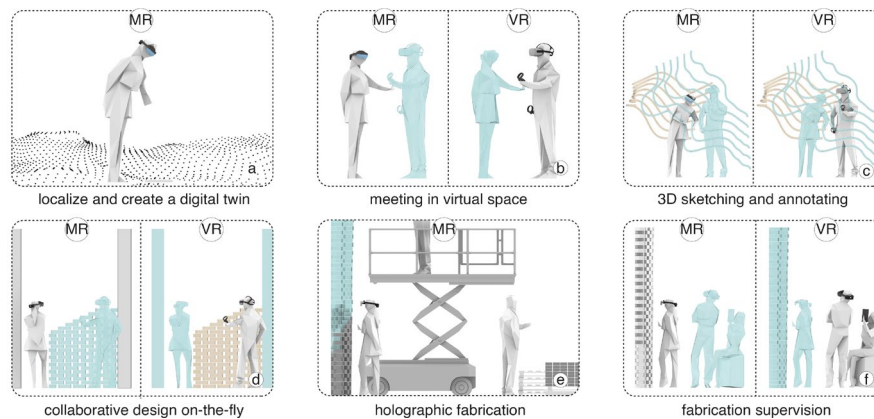 MR
a
localize and create a digital twin
MR
VR
b
meeting in virtual space
MR
VR
c
3D sketching and annotating
MR
VR
d
collaborative design on-the-fly
MR
e
holographic fabrication
MR
VR
f
fabrication supervision